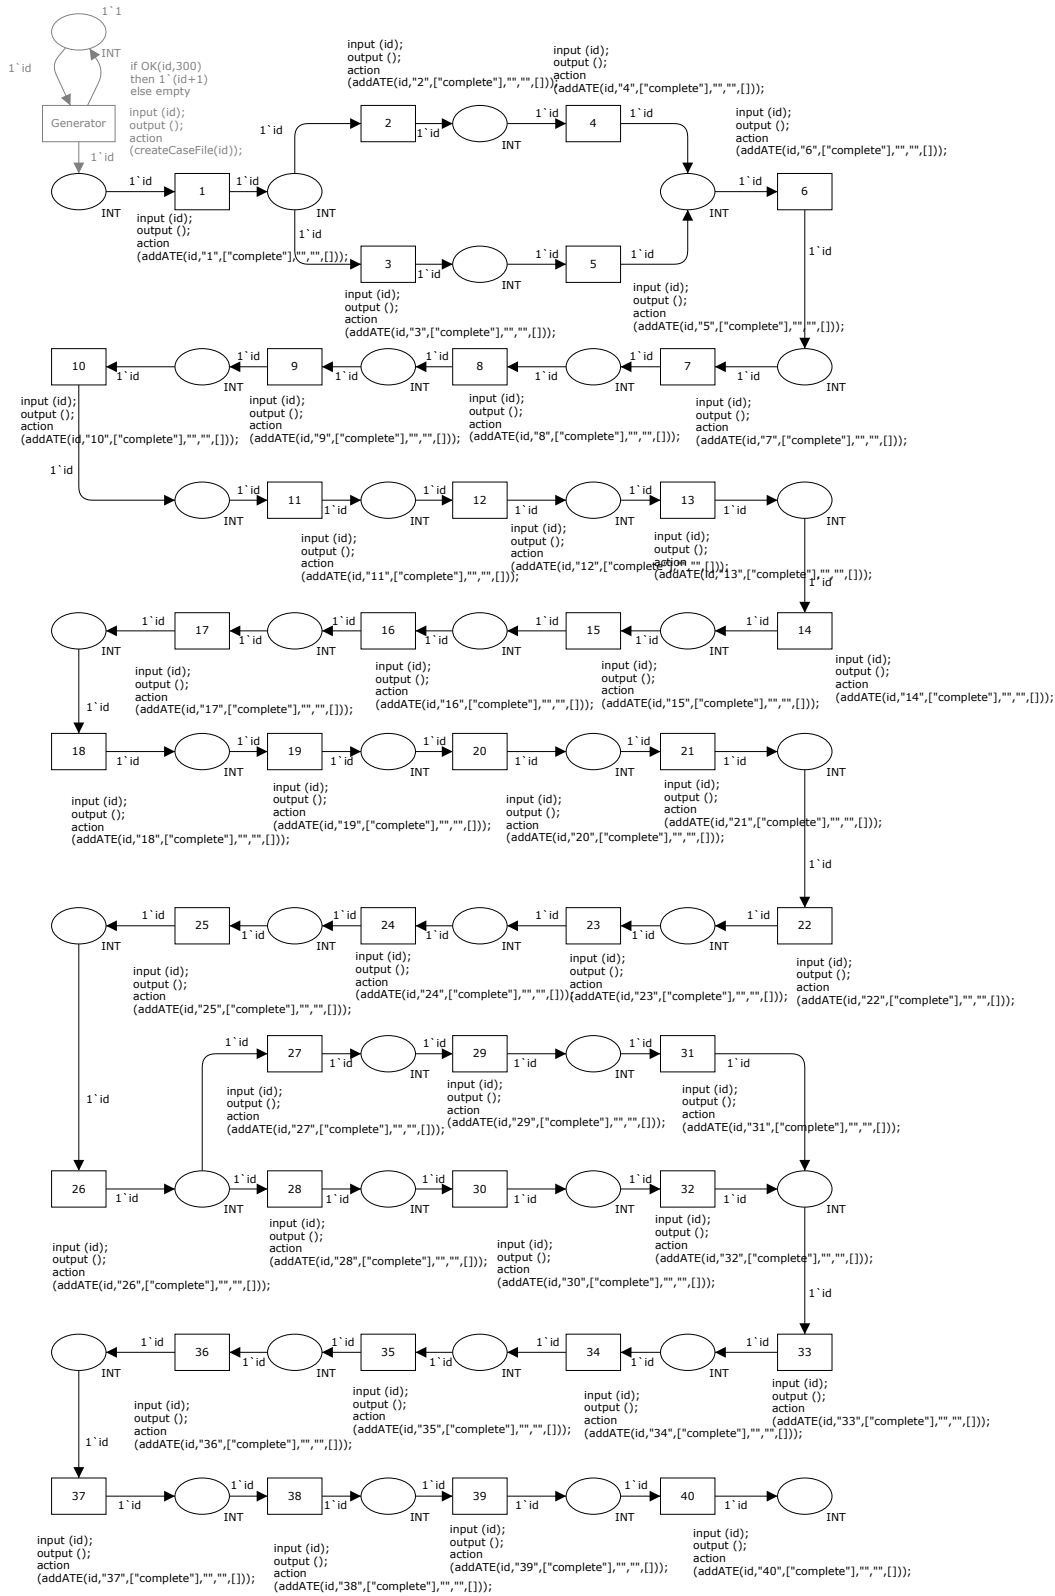 1`1
INT
1`id
if OK(id,300)
then 1`(id+1)
else empty
Generator
input (id);
output ();
action
(createCaseFile(id));
1`id
INT
1`id
1
1`id
INT
input (id);
output ();
action
(addATE(id,"1",["complete"],"","",[]));
1`id
input (id);
output ();
action
(addATE(id,"2",["complete"],"","",[]));
2
1`id
INT
1`id
input (id);
output ();
action
(addATE(id,"4",["complete"],"","",[]));
4
1`id
1`id
3
1`id
input (id);
output ();
action
(addATE(id,"3",["complete"],"","",[]));
INT
1`id
5
1`id
input (id);
output ();
action
(addATE(id,"5",["complete"],"","",[]));
INT
1`id
input (id);
output ();
action
(addATE(id,"6",["complete"],"","",[]));
6
1`id
INT
1`id
7
input (id);
output ();
action
(addATE(id,"7",["complete"],"","",[]));
1`id
INT
1`id
8
input (id);
output ();
action
(addATE(id,"8",["complete"],"","",[]));
1`id
INT
1`id
9
input (id);
output ();
action
(addATE(id,"9",["complete"],"","",[]));
1`id
INT
1`id
10
input (id);
output ();
action
(addATE(id,"10",["complete"],"","",[]));
1`id
INT
1`id
11
1`id
input (id);
output ();
action
(addATE(id,"11",["complete"],"","",[]));
INT
1`id
12
1`id
input (id);
output ();
action
(addATE(id,"12",["complete"],"","",[]));
INT
1`id
13
1`id
input (id);
output ();
action
(addATE(id,"13",["complete"],"","",[]));
INT
1`id
14
input (id);
output ();
action
(addATE(id,"14",["complete"],"","",[]));
1`id
INT
1`id
15
input (id);
output ();
action
(addATE(id,"15",["complete"],"","",[]));
1`id
INT
1`id
16
input (id);
output ();
action
(addATE(id,"16",["complete"],"","",[]));
1`id
INT
1`id
17
input (id);
output ();
action
(addATE(id,"17",["complete"],"","",[]));
1`id
INT
1`id
18
1`id
input (id);
output ();
action
(addATE(id,"18",["complete"],"","",[]));
INT
1`id
19
1`id
input (id);
output ();
action
(addATE(id,"19",["complete"],"","",[]));
INT
1`id
20
1`id
input (id);
output ();
action
(addATE(id,"20",["complete"],"","",[]));
INT
1`id
21
1`id
input (id);
output ();
action
(addATE(id,"21",["complete"],"","",[]));
INT
1`id
22
input (id);
output ();
action
(addATE(id,"22",["complete"],"","",[]));
1`id
INT
1`id
23
input (id);
output ();
action
(addATE(id,"23",["complete"],"","",[]));
1`id
INT
1`id
24
input (id);
output ();
action
(addATE(id,"24",["complete"],"","",[]));
1`id
INT
1`id
25
input (id);
output ();
action
(addATE(id,"25",["complete"],"","",[]));
1`id
INT
1`id
26
1`id
input (id);
output ();
action
(addATE(id,"26",["complete"],"","",[]));
INT
1`id
27
1`id
input (id);
output ();
action
(addATE(id,"27",["complete"],"","",[]));
INT
1`id
29
1`id
input (id);
output ();
action
(addATE(id,"29",["complete"],"","",[]));
INT
1`id
31
1`id
input (id);
output ();
action
(addATE(id,"31",["complete"],"","",[]));
1`id
28
1`id
input (id);
output ();
action
(addATE(id,"28",["complete"],"","",[]));
INT
1`id
30
1`id
input (id);
output ();
action
(addATE(id,"30",["complete"],"","",[]));
INT
1`id
32
1`id
input (id);
output ();
action
(addATE(id,"32",["complete"],"","",[]));
INT
1`id
33
input (id);
output ();
action
(addATE(id,"33",["complete"],"","",[]));
1`id
INT
1`id
34
input (id);
output ();
action
(addATE(id,"34",["complete"],"","",[]));
1`id
INT
1`id
35
input (id);
output ();
action
(addATE(id,"35",["complete"],"","",[]));
1`id
INT
1`id
36
input (id);
output ();
action
(addATE(id,"36",["complete"],"","",[]));
1`id
INT
1`id
37
1`id
input (id);
output ();
action
(addATE(id,"37",["complete"],"","",[]));
INT
1`id
38
1`id
input (id);
output ();
action
(addATE(id,"38",["complete"],"","",[]));
INT
1`id
39
1`id
input (id);
output ();
action
(addATE(id,"39",["complete"],"","",[]));
INT
1`id
40
1`id
input (id);
output ();
action
(addATE(id,"40",["complete"],"","",[]));
INT